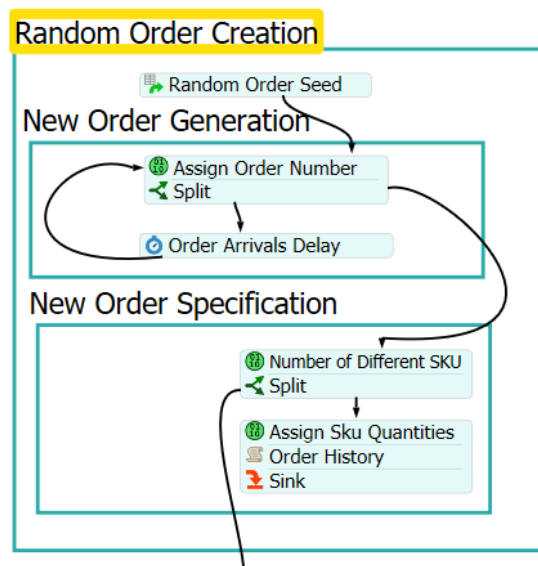 Random Order Creation
Random Order Seed
New Order Generation
Assign Order Number
Split
Order Arrivals Delay
New Order Specification
Number of Different SKU
Split
Assign Sku Quantities
Order History
Sink